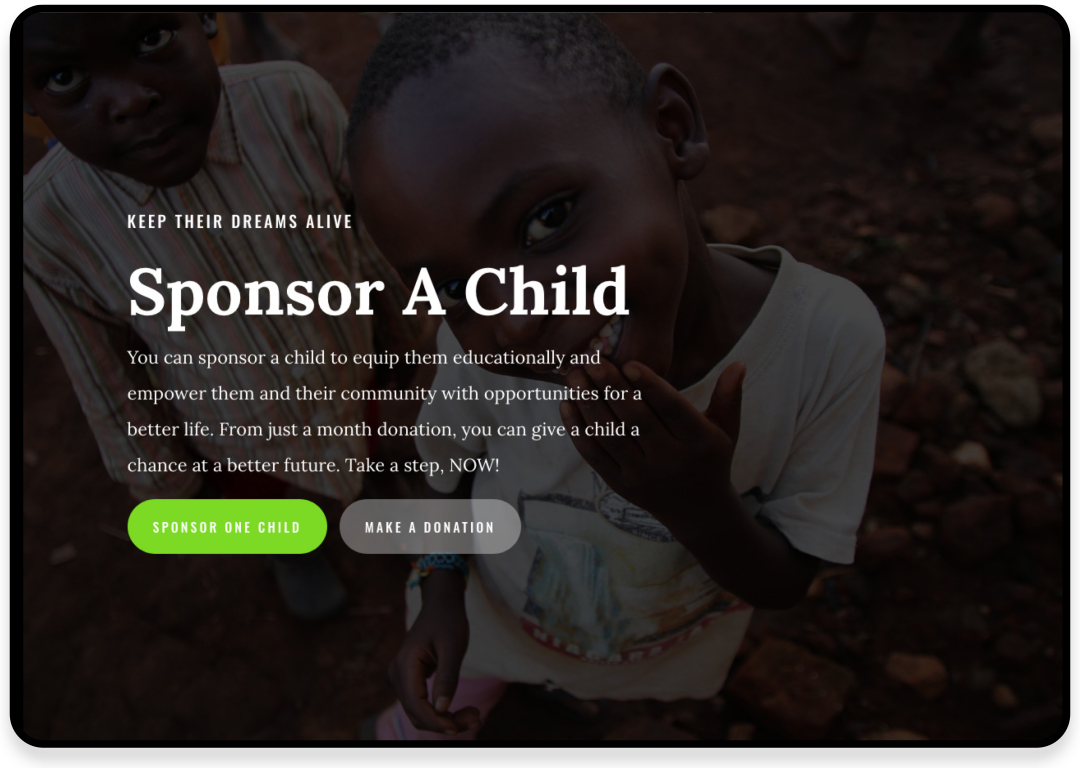 KEEP THEIR DREAMS ALIVE
Sponsor A Child
You can sponsor a child to equip them educationally and
empower them and their community with opportunities for a
better life. From just a month donation, you can give a child a
chance at a better future. Take a step, NOW!
SPONSOR ONE CHILD
MAKE A DONATION